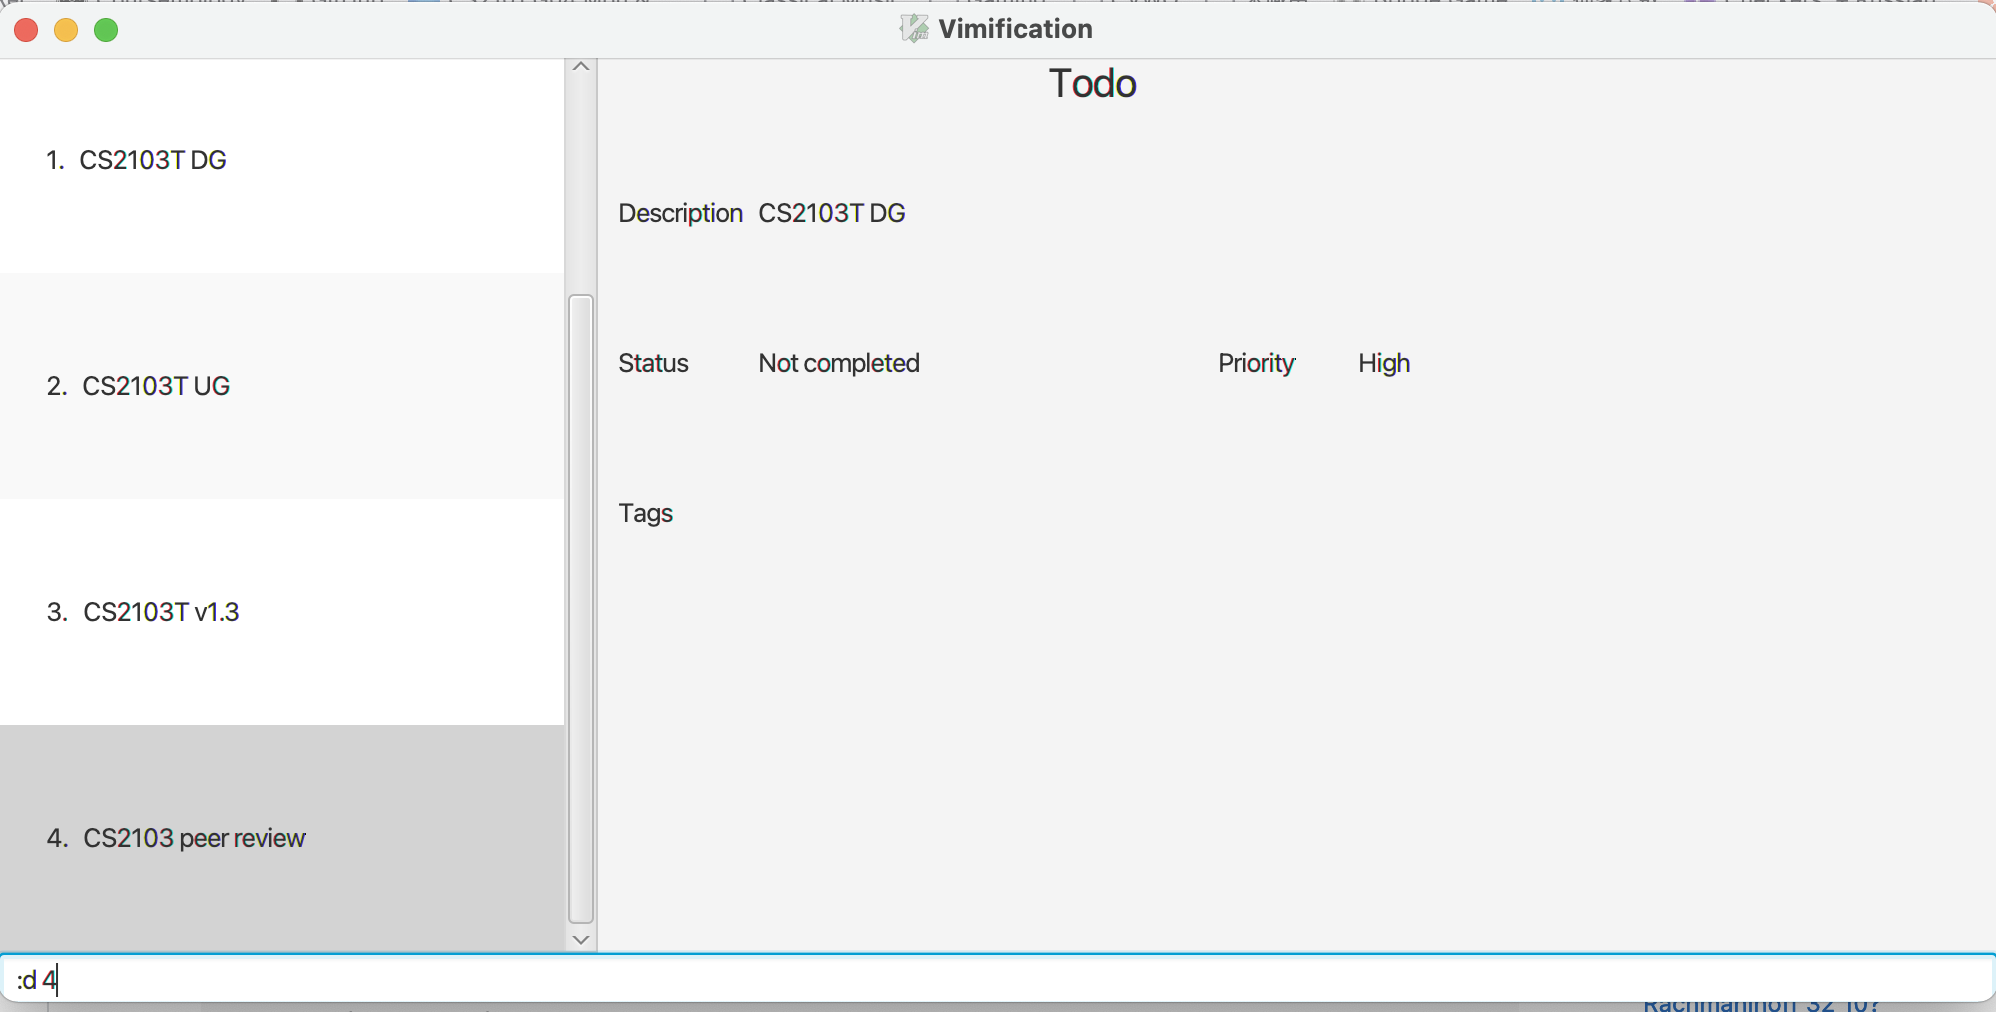 Vimification
1. CS2103T DG
2. CS2103T UG
3. CS2103T v1.3
4. CS2103 peer review
Todo
Description CS2103T DG
Status Not completed Priority High
Tags
:d 4